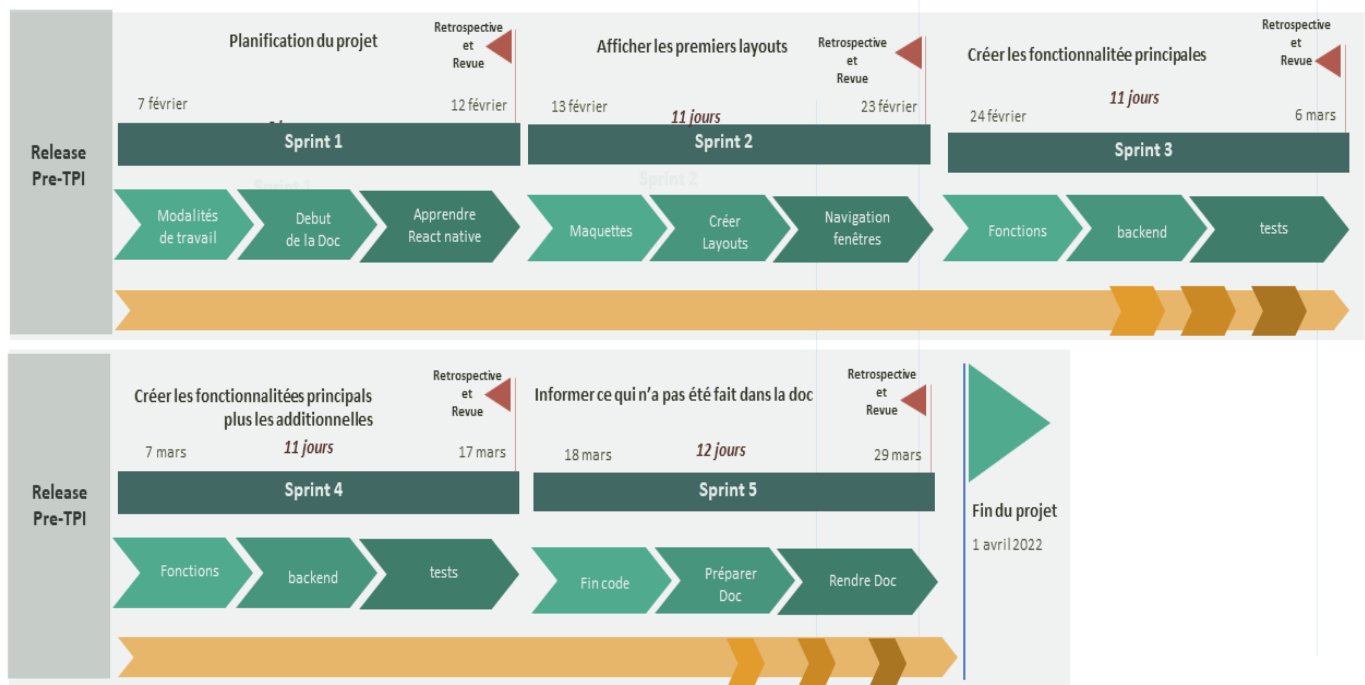 Release
Pre-TPI
Planification du projet
Retrospective
et
Revue
7 février
12 février
Sprint 1
Sprint 1
Modalités
de travail
Debut
de la Doc
Apprendre
React native
Afficher les premiers layouts
Retrospective
et
Revue
13 février
11 jours
23 février
Sprint 2
Sprint 2
Maquettes
Créer
Layouts
Navigation
fenêtres
Créer les fonctionnalitée principales
Retrospective
et
Revue
24 février
11 jours
6 mars
Sprint 3
Fonctions
backend
tests
Release
Pre-TPI
Créer les fonctionnalitées principals
plus les additionnelles
Retrospective
et
Revue
7 mars
11 jours
17 mars
Sprint 4
Fonctions
backend
tests
Informer ce qui n’a pas été fait dans la doc
Retrospective
et
Revue
18 mars
12 jours
29 mars
Sprint 5
Fin code
Préparer
Doc
Rendre Doc
Fin du projet
1 avril 2022